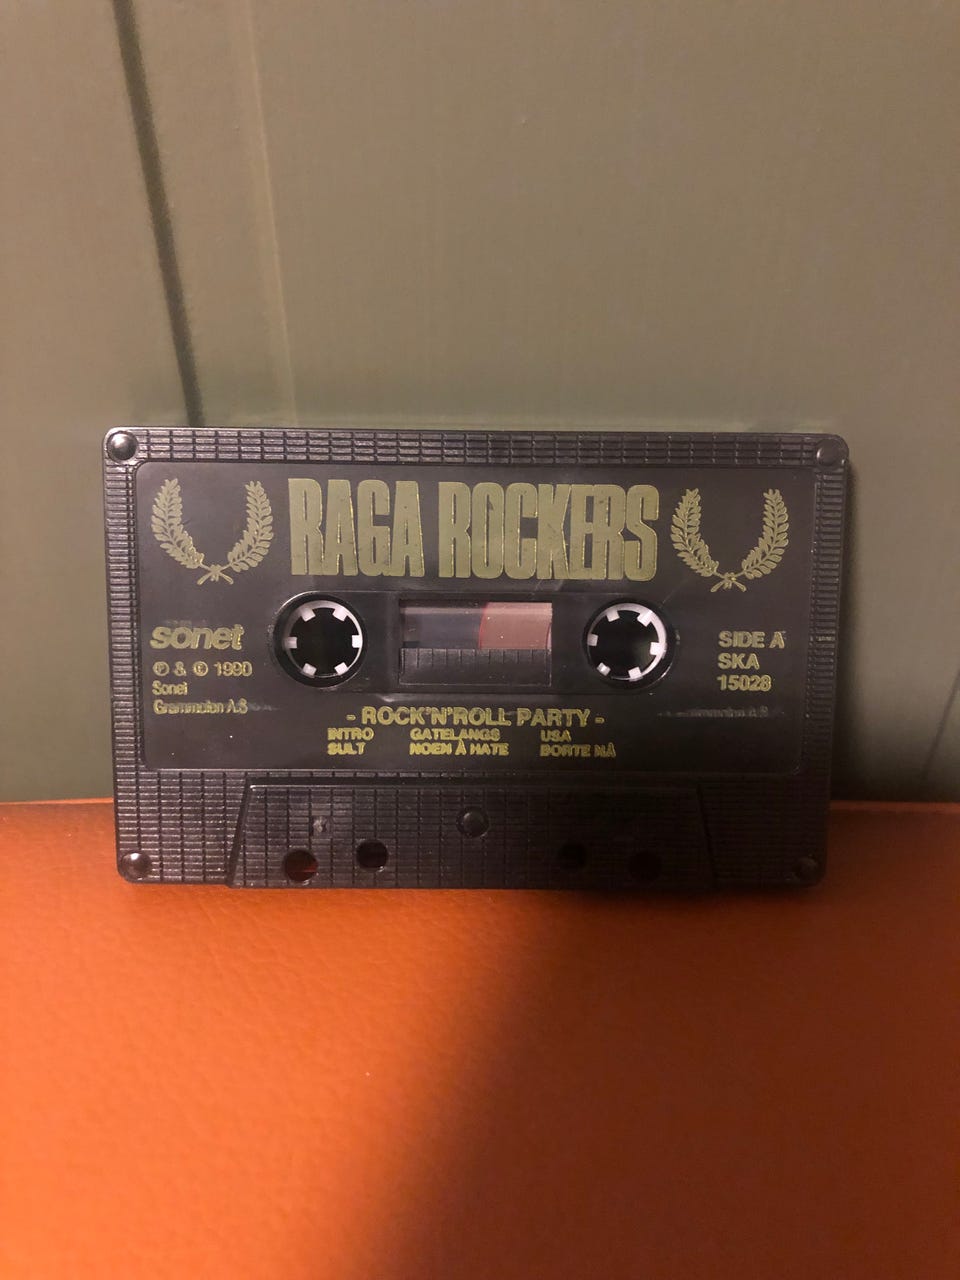 RAGA ROCKERS
sonet
℗ & © 1990
Sonet
Grammofon A.S
SIDE A
SKA
15028
- ROCK'N'ROLL PARTY -
INTRO GATELANGS USA
SULT NOEN Å HATE BORTE NÅ